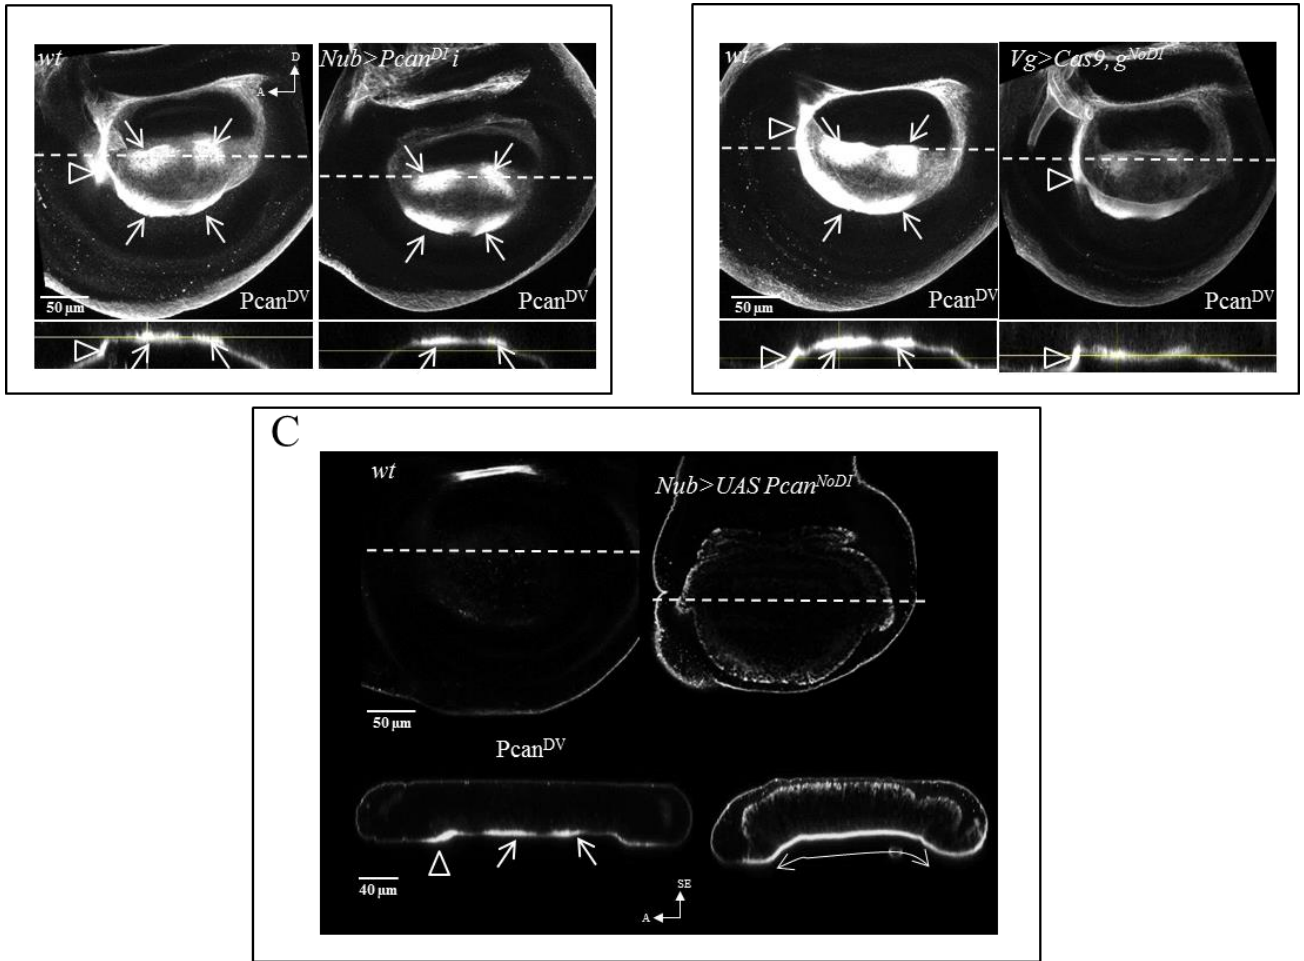 wt
Nub>Pcan^DI i
D
A
Pcan^DV
Pcan^DV
50 μm
wt
Vg>Cas9, g^NoDI
Pcan^DV
Pcan^DV
50 μm
C
wt
Nub>UAS Pcan^NoDI
50 μm
Pcan^DV
40 μm
SE
A